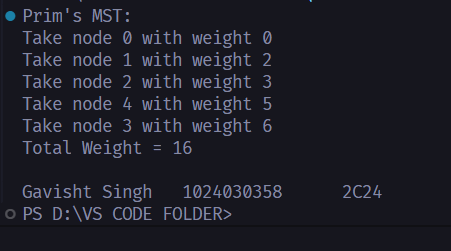 Prim's MST:
Take node 0 with weight 0
Take node 1 with weight 2
Take node 2 with weight 3
Take node 4 with weight 5
Take node 3 with weight 6
Total Weight = 16
Gavisht Singh   1024030358      2C24
PS D:\VS CODE FOLDER>